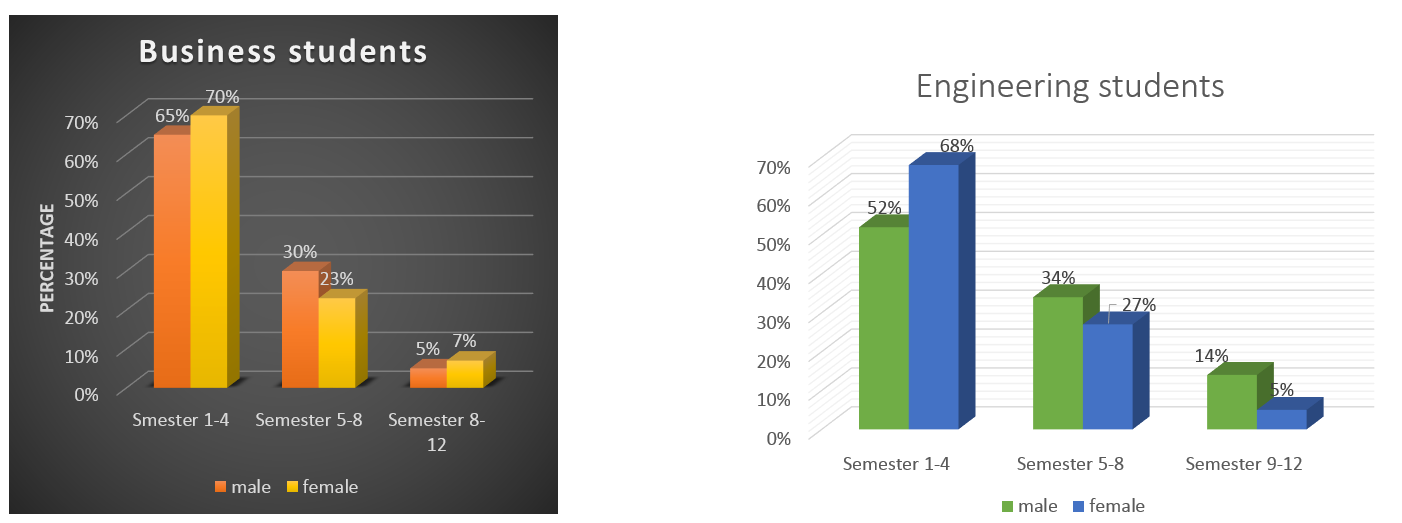 Business students
65%
70%
30%
23%
5%
7%
70%
60%
50%
40%
30%
20%
10%
0%
PERCENTAGE
Smester 1-4
Semester 5-8
Semester 8-
12
male
female
Engineering students
52%
68%
34%
27%
14%
5%
70%
60%
50%
40%
30%
20%
10%
0%
Semester 1-4
Semester 5-8
Semester 9-12
male
female